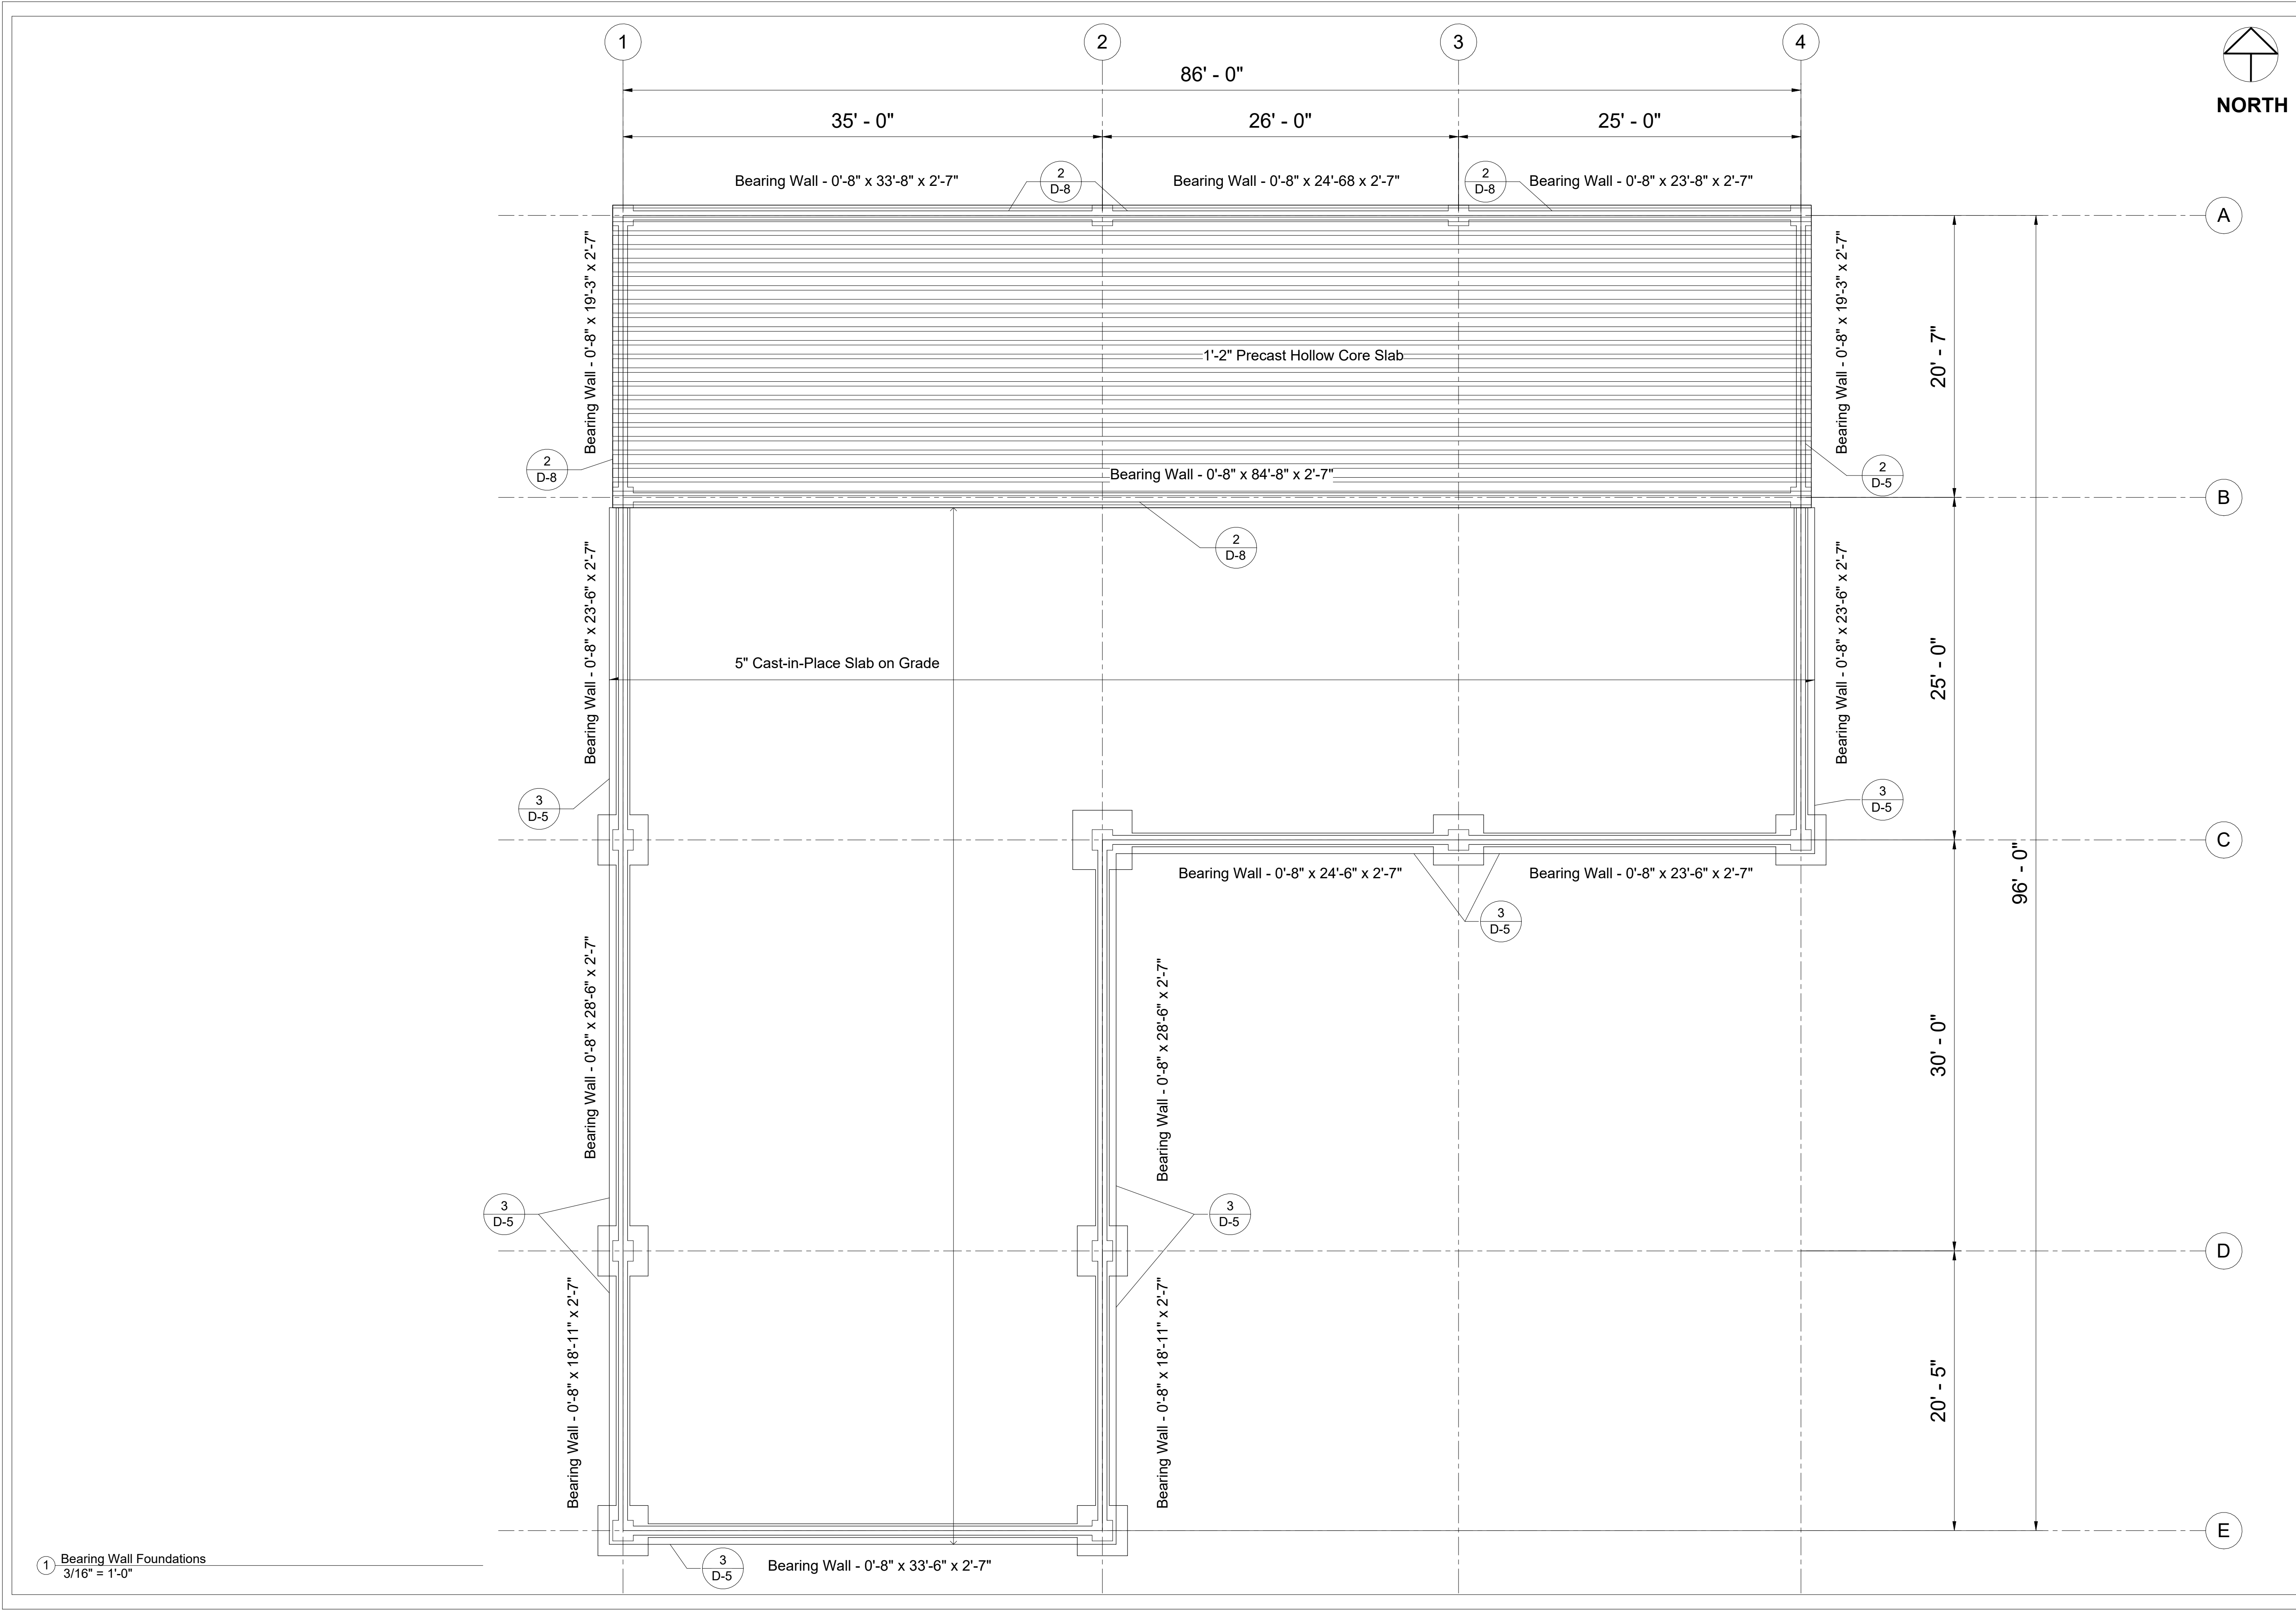 1
2
3
4
NORTH
86' - 0"
35' - 0"
26' - 0"
25' - 0"
Bearing Wall - 0'-8" x 33'-8" x 2'-7"
2
D-8
Bearing Wall - 0'-8" x 24'-68 x 2'-7"
2
D-8
Bearing Wall - 0'-8" x 23'-8" x 2'-7"
A
Bearing Wall - 0'-8" x 19'-3" x 2'-7"
Bearing Wall - 0'-8" x 19'-3" x 2'-7"
20' - 7"
1'-2" Precast Hollow Core Slab
2
D-8
Bearing Wall - 0'-8" x 84'-8" x 2'-7"
2
D-5
B
2
D-8
Bearing Wall - 0'-8" x 23'-6" x 2'-7"
Bearing Wall - 0'-8" x 23'-6" x 2'-7"
25' - 0"
5" Cast-in-Place Slab on Grade
3
D-5
3
D-5
C
96' - 0"
Bearing Wall - 0'-8" x 24'-6" x 2'-7"
Bearing Wall - 0'-8" x 23'-6" x 2'-7"
3
D-5
Bearing Wall - 0'-8" x 28'-6" x 2'-7"
Bearing Wall - 0'-8" x 28'-6" x 2'-7"
30' - 0"
3
D-5
3
D-5
D
Bearing Wall - 0'-8" x 18'-11" x 2'-7"
Bearing Wall - 0'-8" x 18'-11" x 2'-7"
20' - 5"
E
3
D-5
Bearing Wall - 0'-8" x 33'-6" x 2'-7"
1
Bearing Wall Foundations
3/16" = 1'-0"